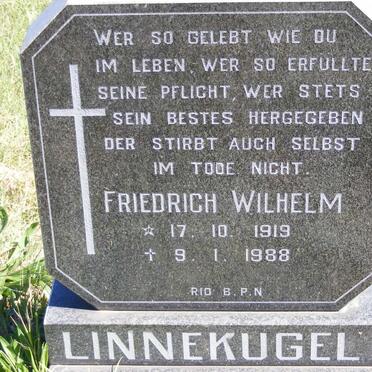 WER SO GELEBT WIE DU
IM LEBEN, WER SO ERFULLTE
SEINE PFLICHT, WER STETS
SEIN BESTES HERGEGEBEN
DER STIRBT AUCH SELBST
IM TODE NICHT.
FRIEDRICH WILHELM
☆ 17. 10. 1919
✝ 9. 1. 1988
RIO B.P.N
LINNEKUGEL